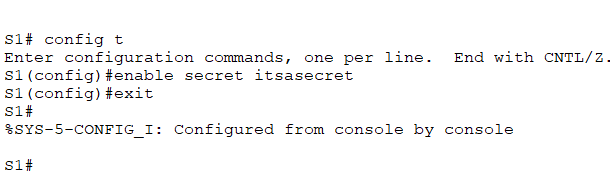 S1# config t
Enter configuration commands, one per line.  End with CNTL/Z.
S1(config)#enable secret itsasecret
S1(config)#exit
S1#
%SYS-5-CONFIG_I: Configured from console by console
S1#